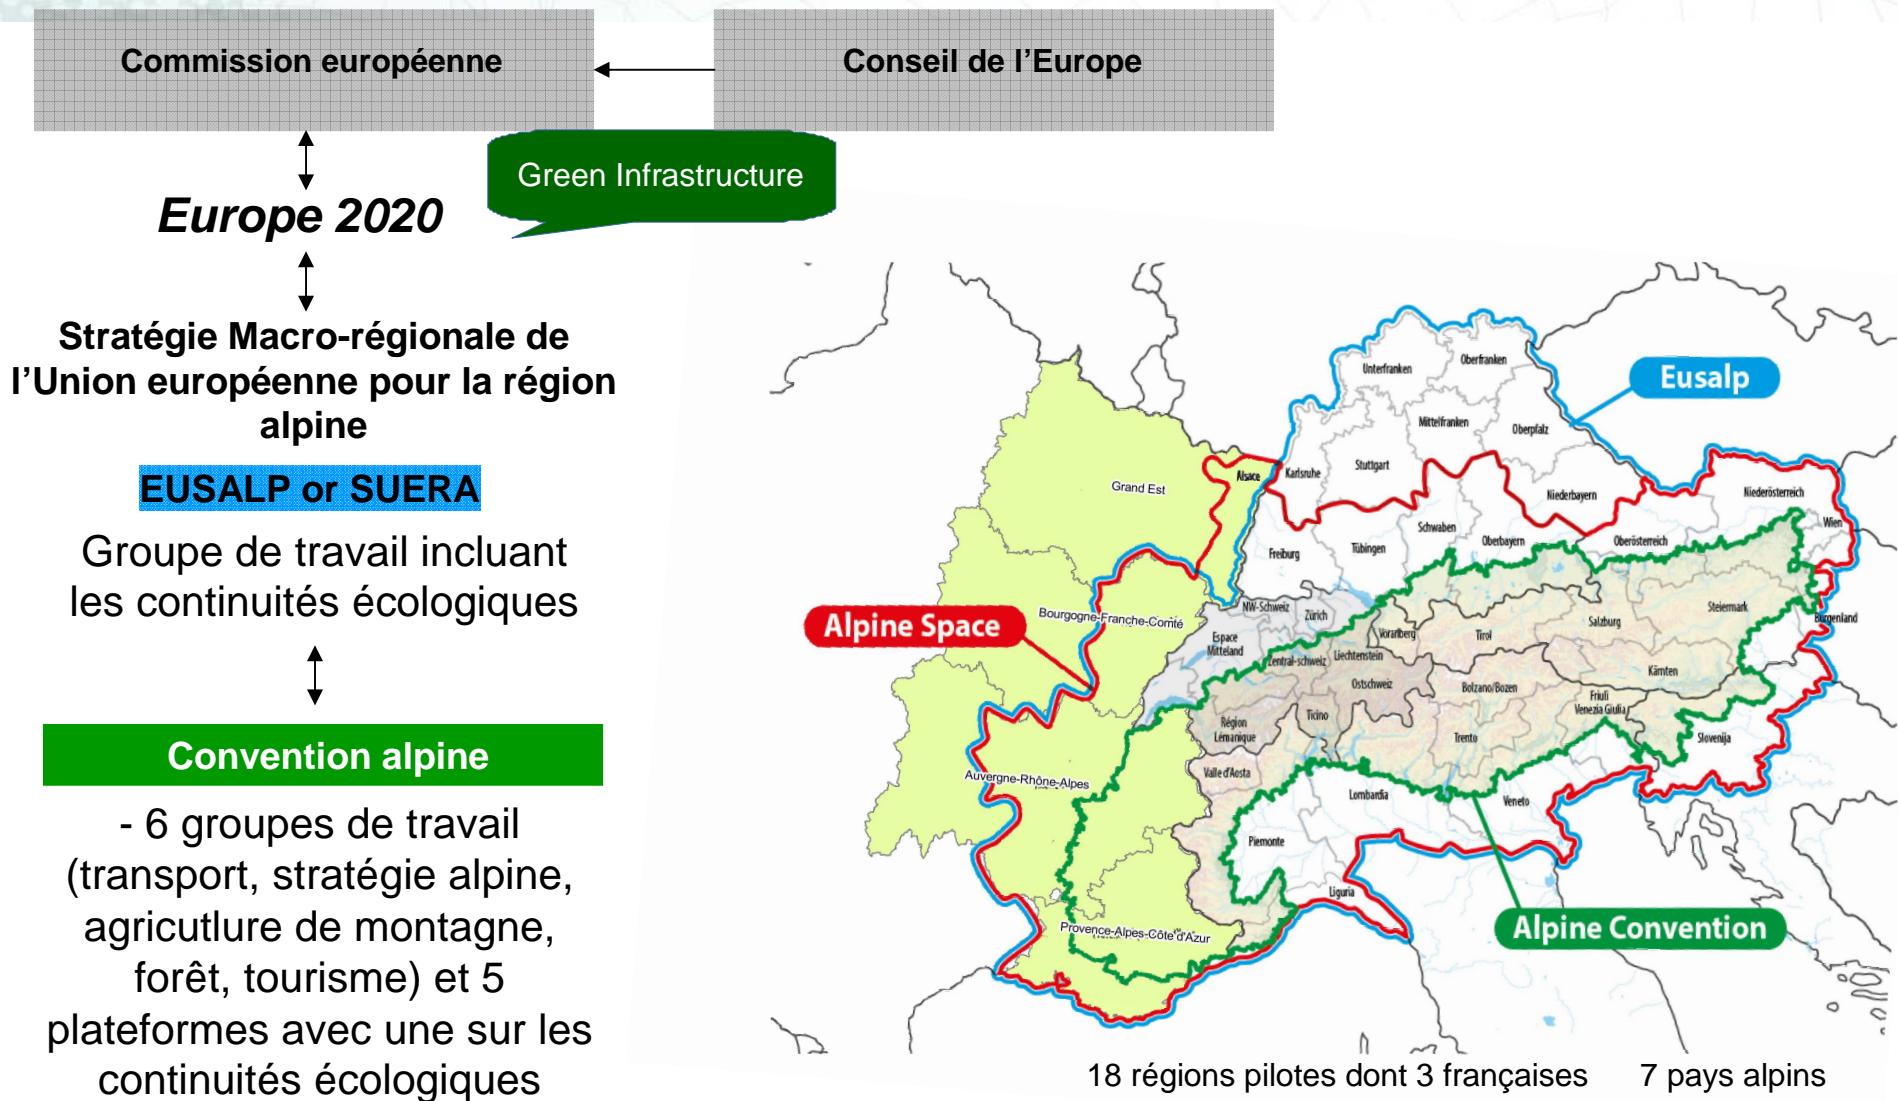 Commission européenne
Conseil de l'Europe
Green Infrastructure
Europe 2020
Stratégie Macro-régionale de
l'Union européenne pour la région
alpine
EUSALP or SUERA
Groupe de travail incluant
les continuités écologiques
Convention alpine
- 6 groupes de travail
(transport, stratégie alpine,
agricutlure de montagne,
forêt, tourisme) et 5
plateformes avec une sur les
continuités écologiques
Unterfranken
Oberfranken
Eusalp
Mittelfranken
Oberpfalz
Grand Est
Alsace
Karlsruhe
Stuttgart
Niederbayern
Niederösterreich
Wien
Freiburg
Tübingen
Schwaben
Oberbayern
Oberösterreich
Bourgogne-Franche-Comté
Alpine Space
NW-Schweiz
Zürich
Espace
Mitteland
Zentral-schweiz
Liechtenstein
Vorarlberg
Tirol
Salzburg
Steiermark
Burgenland
Ostschweiz
Bolzano/Bozen
Kärnten
Friuli
Venezia Giulia
Région
Lémanique
Ticino
Trento
Slovenija
Valle d'Aosta
Auvergne-Rhône-Alpes
Lombardia
Veneto
Piemonte
Liguria
Provence-Alpes-Côte d'Azur
Alpine Convention
18 régions pilotes dont 3 françaises
7 pays alpins